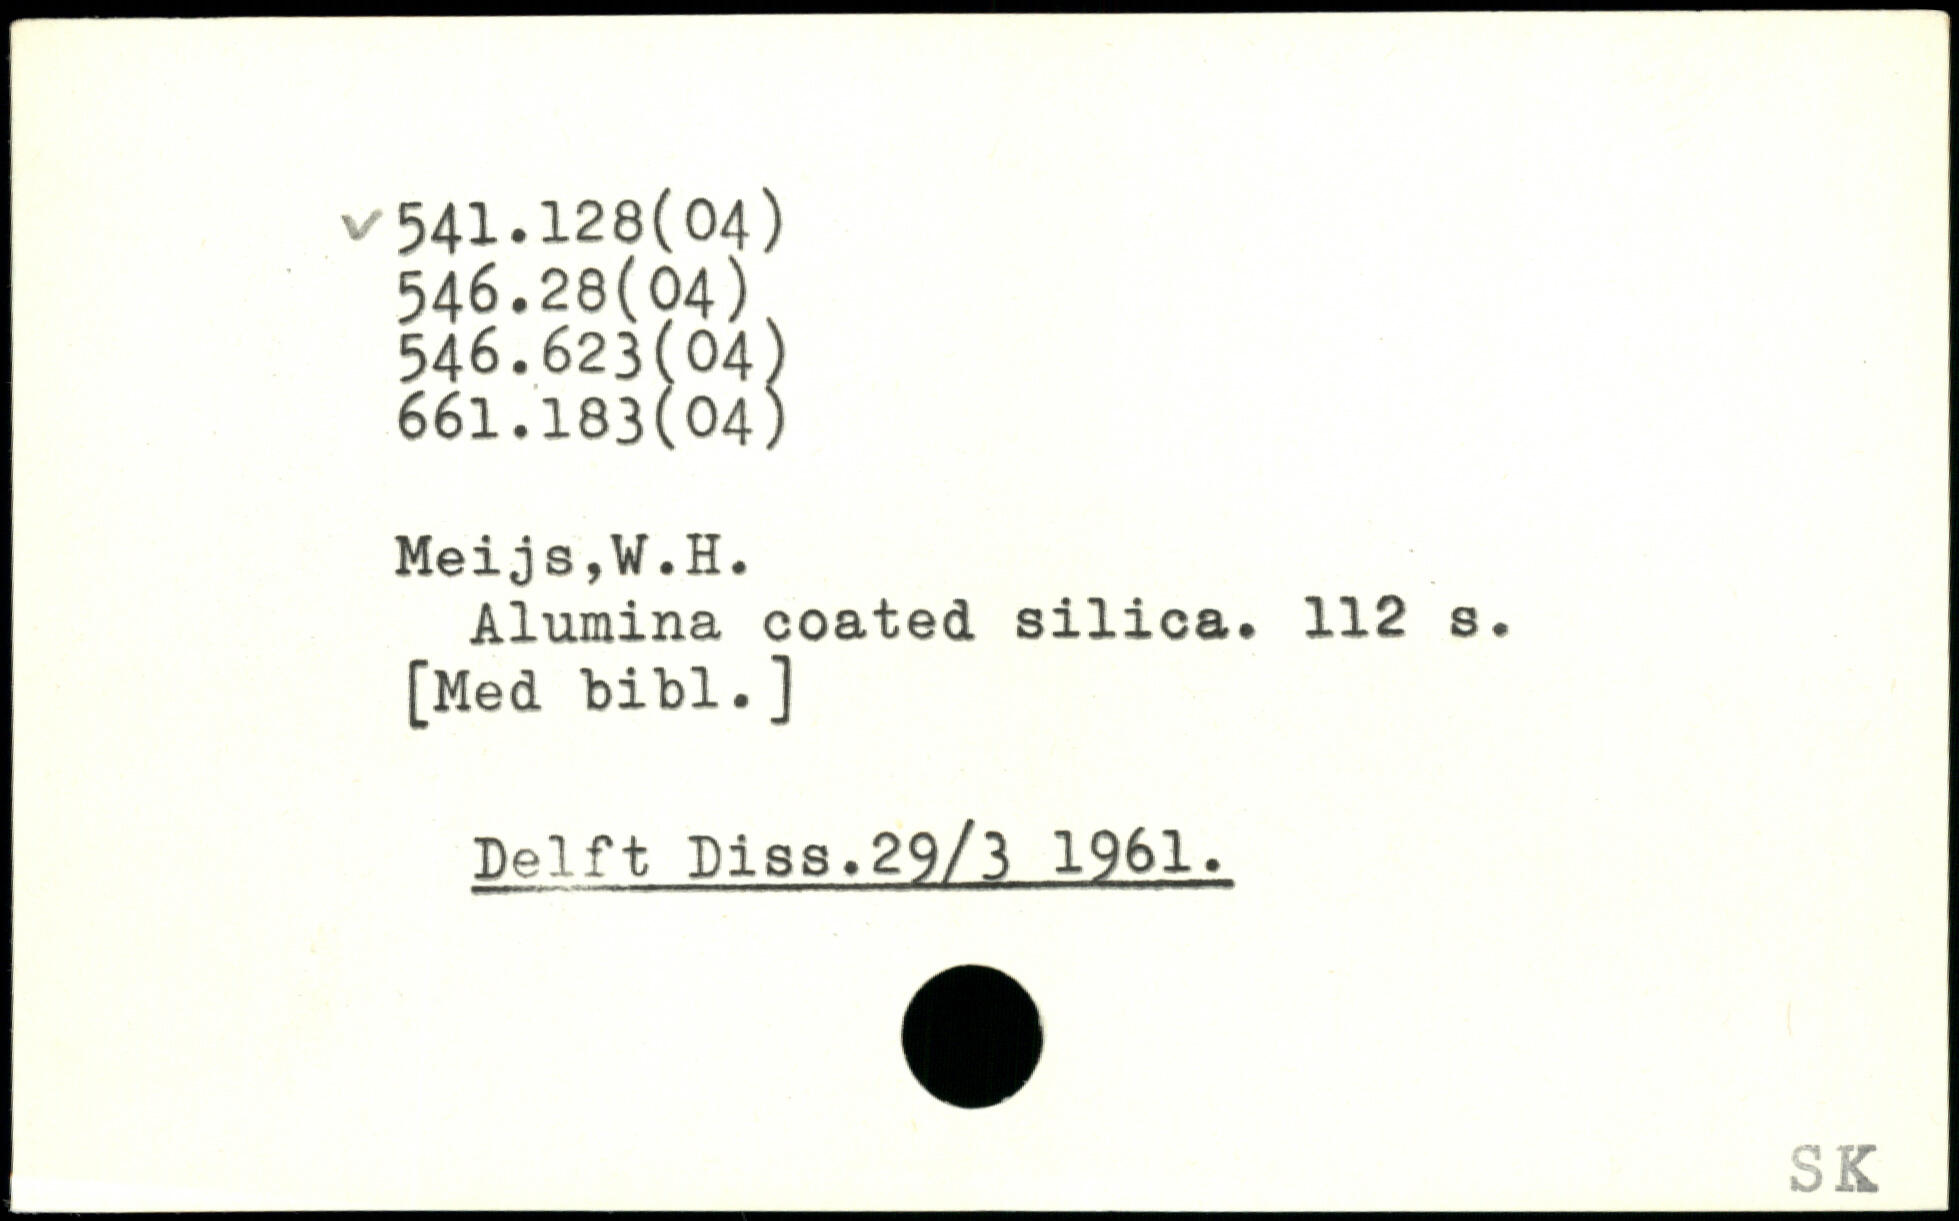 ✓541.128(04)
546.28(04)
546.623(04)
661.183(04)
Meijs,W.H.
Alumina coated silica. 112 s.
[Med bibl.]
Delft Diss.29/3 1961.
SK